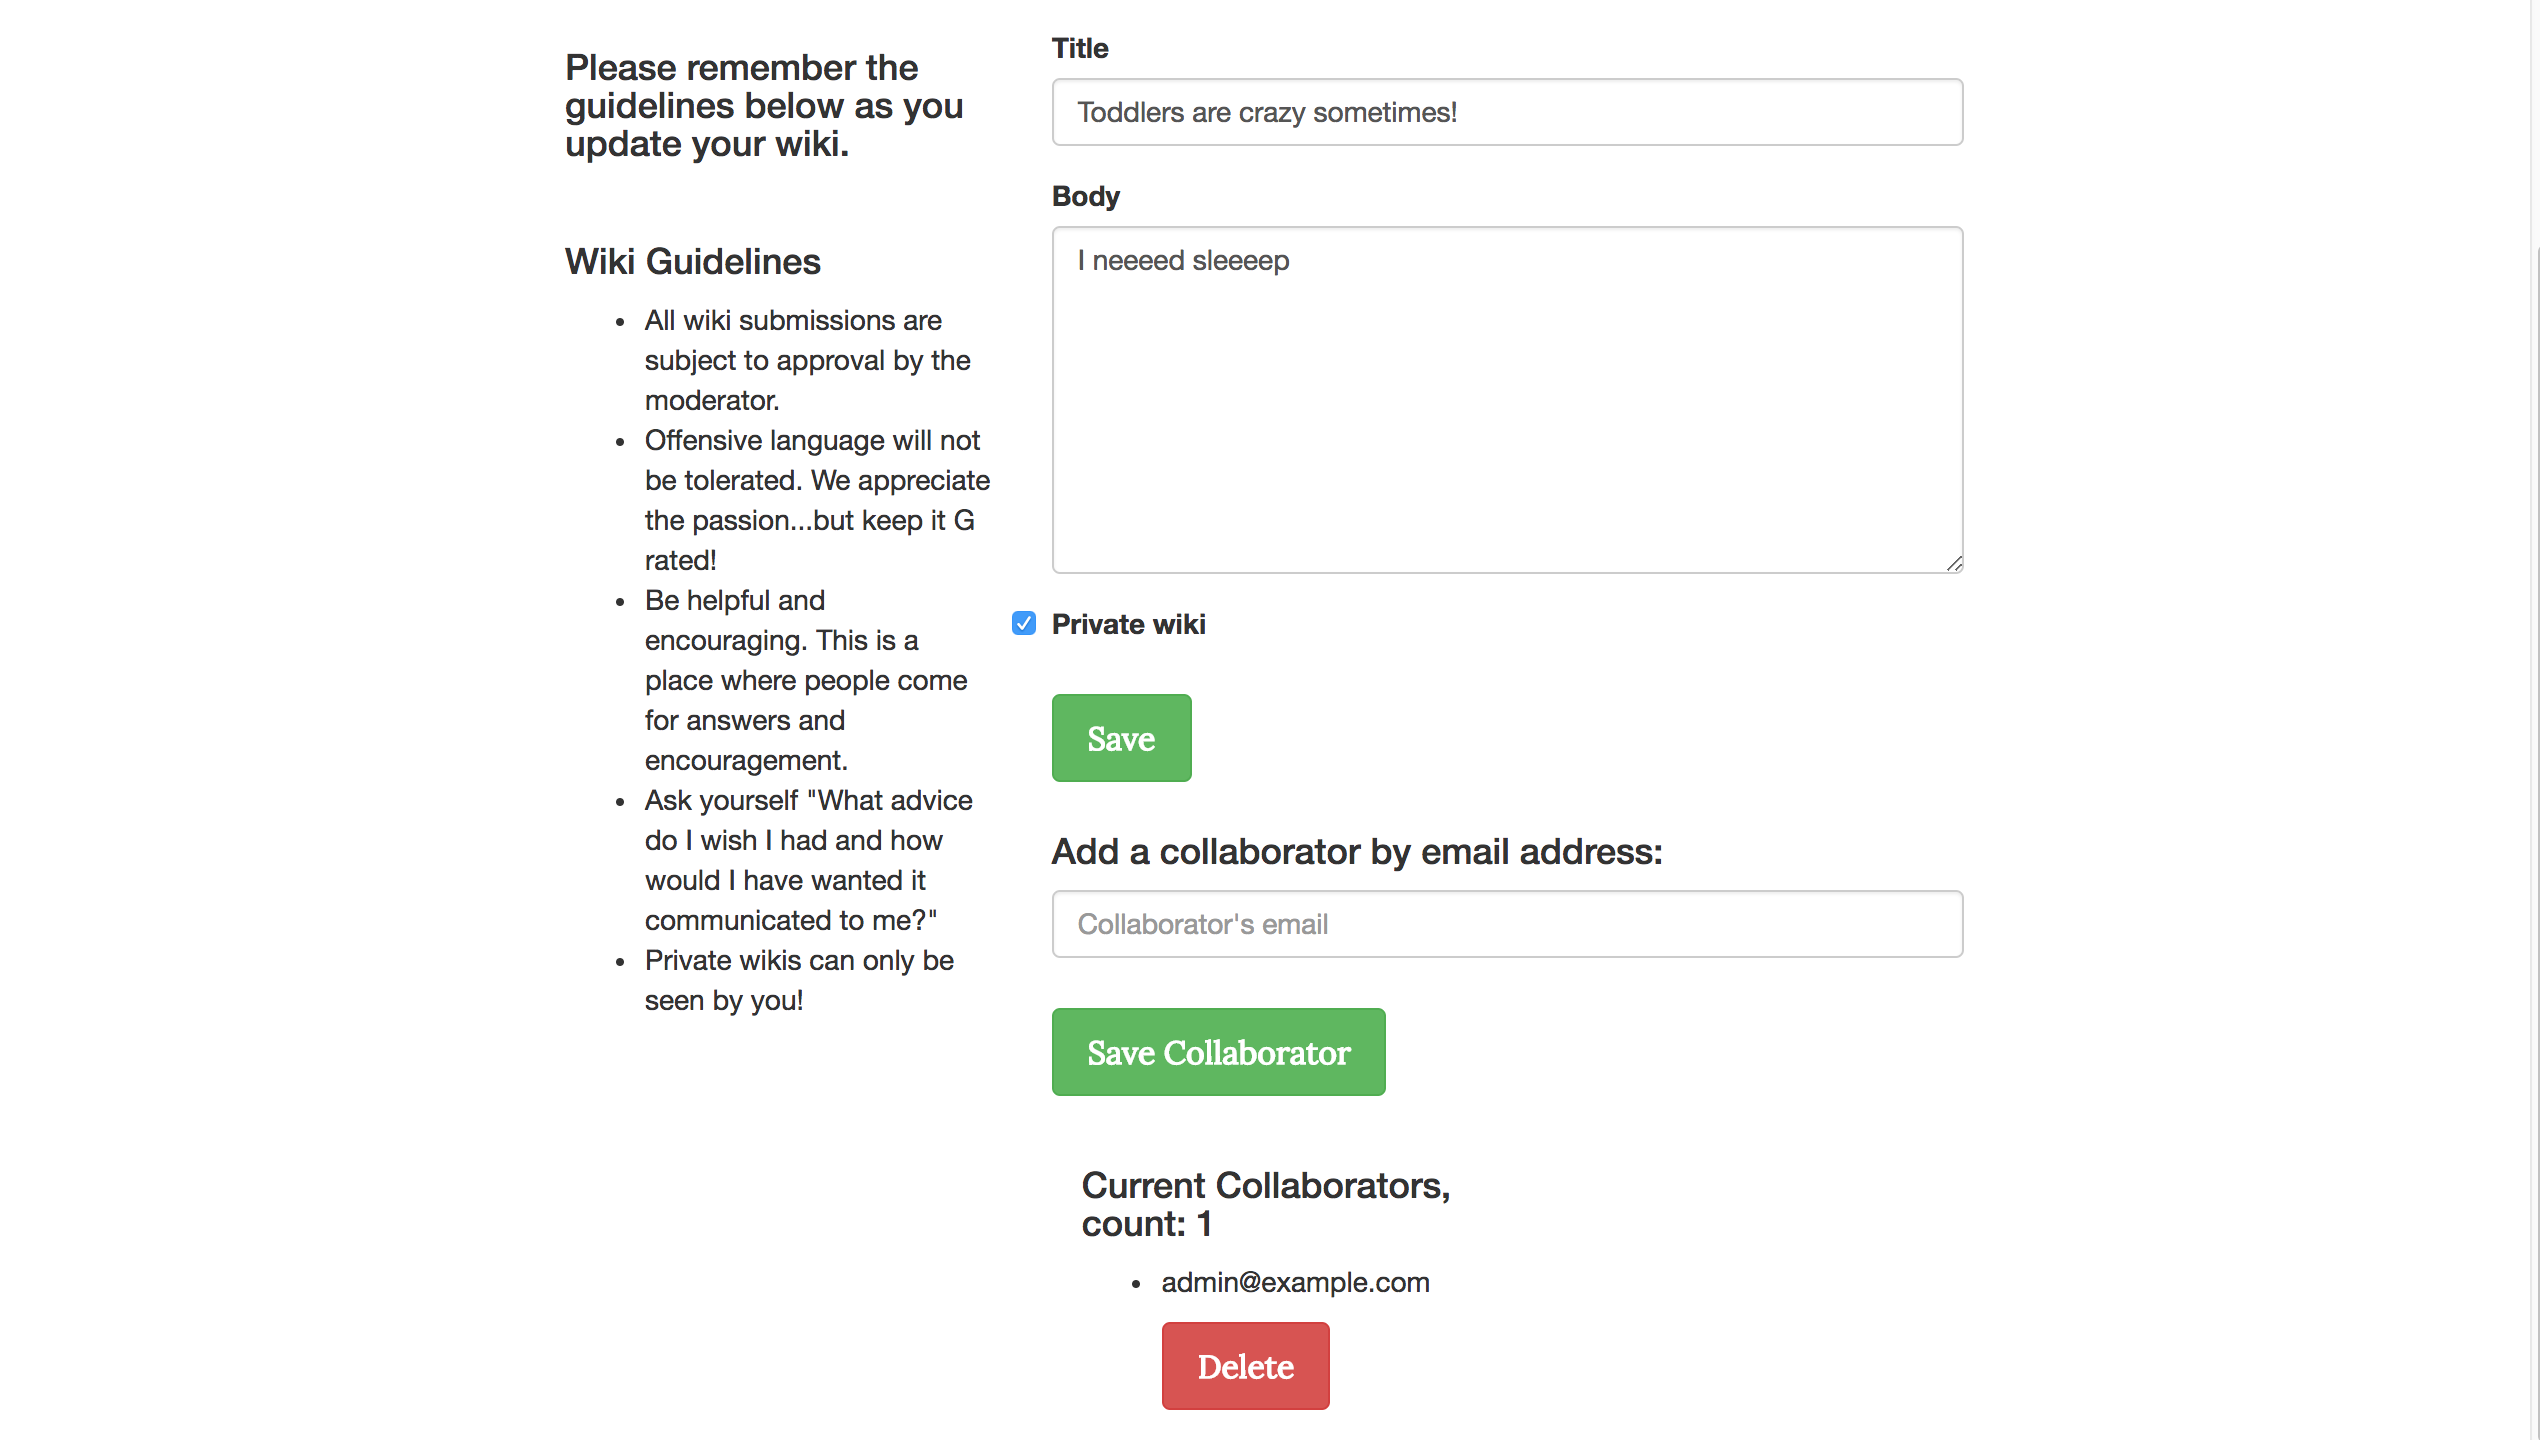 Please remember the
guidelines below as you
update your wiki.
Wiki Guidelines
All wiki submissions are
subject to approval by the
moderator.
Offensive language will not
be tolerated. We appreciate
the passion...but keep it G
rated!
Be helpful and
encouraging. This is a
place where people come
for answers and
encouragement.
Ask yourself "What advice
do I wish I had and how
would I have wanted it
communicated to me?"
Private wikis can only be
seen by you!
Title
Toddlers are crazy sometimes!
Body
I neeeed sleeeep
Private wiki
Save
Add a collaborator by email address:
Collaborator's email
Save Collaborator
Current Collaborators,
count: 1
admin@example.com
Delete